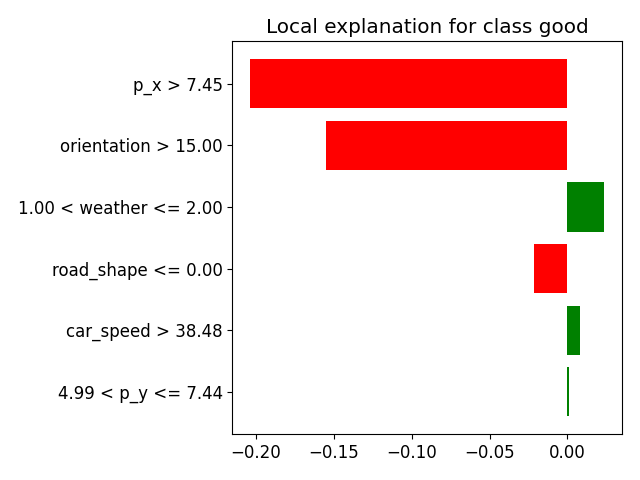 Local explanation for class good
p_x > 7.45
orientation > 15.00
1.00 < weather <= 2.00
road_shape <= 0.00
car_speed > 38.48
4.99 < p_y <= 7.44
−0.20 −0.15 −0.10 −0.05 0.00